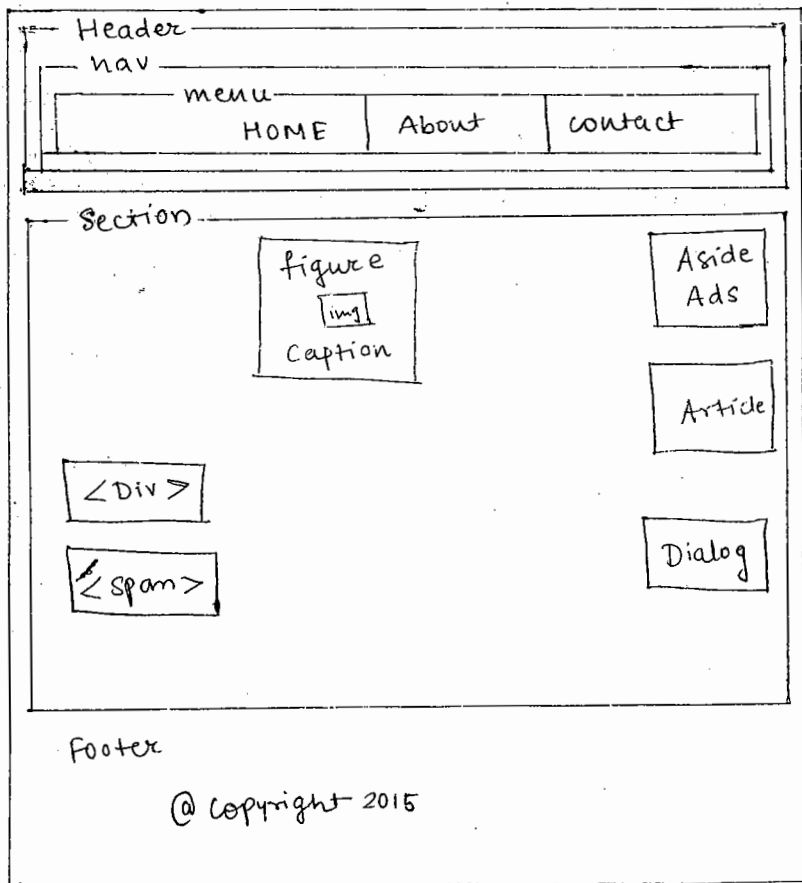 Header
nav
menu
HOME About contact
Section
figure
img
Caption
Aside
Ads
Article
<Div>
<span>
Dialog
Footer
@ copyright 2015